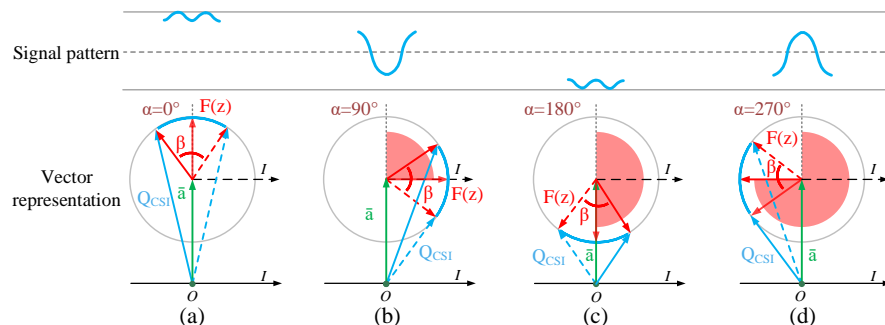 Signal pattern
α=0° F(z) α=90° α=180° α=270°
β I β I F(z) F(z) β I F(z) β I
Vector representation
Q_CSI ā ā Q_CSI Q_CSI ā Q_CSI ā
I I I I
O O O O
(a) (b) (c) (d)